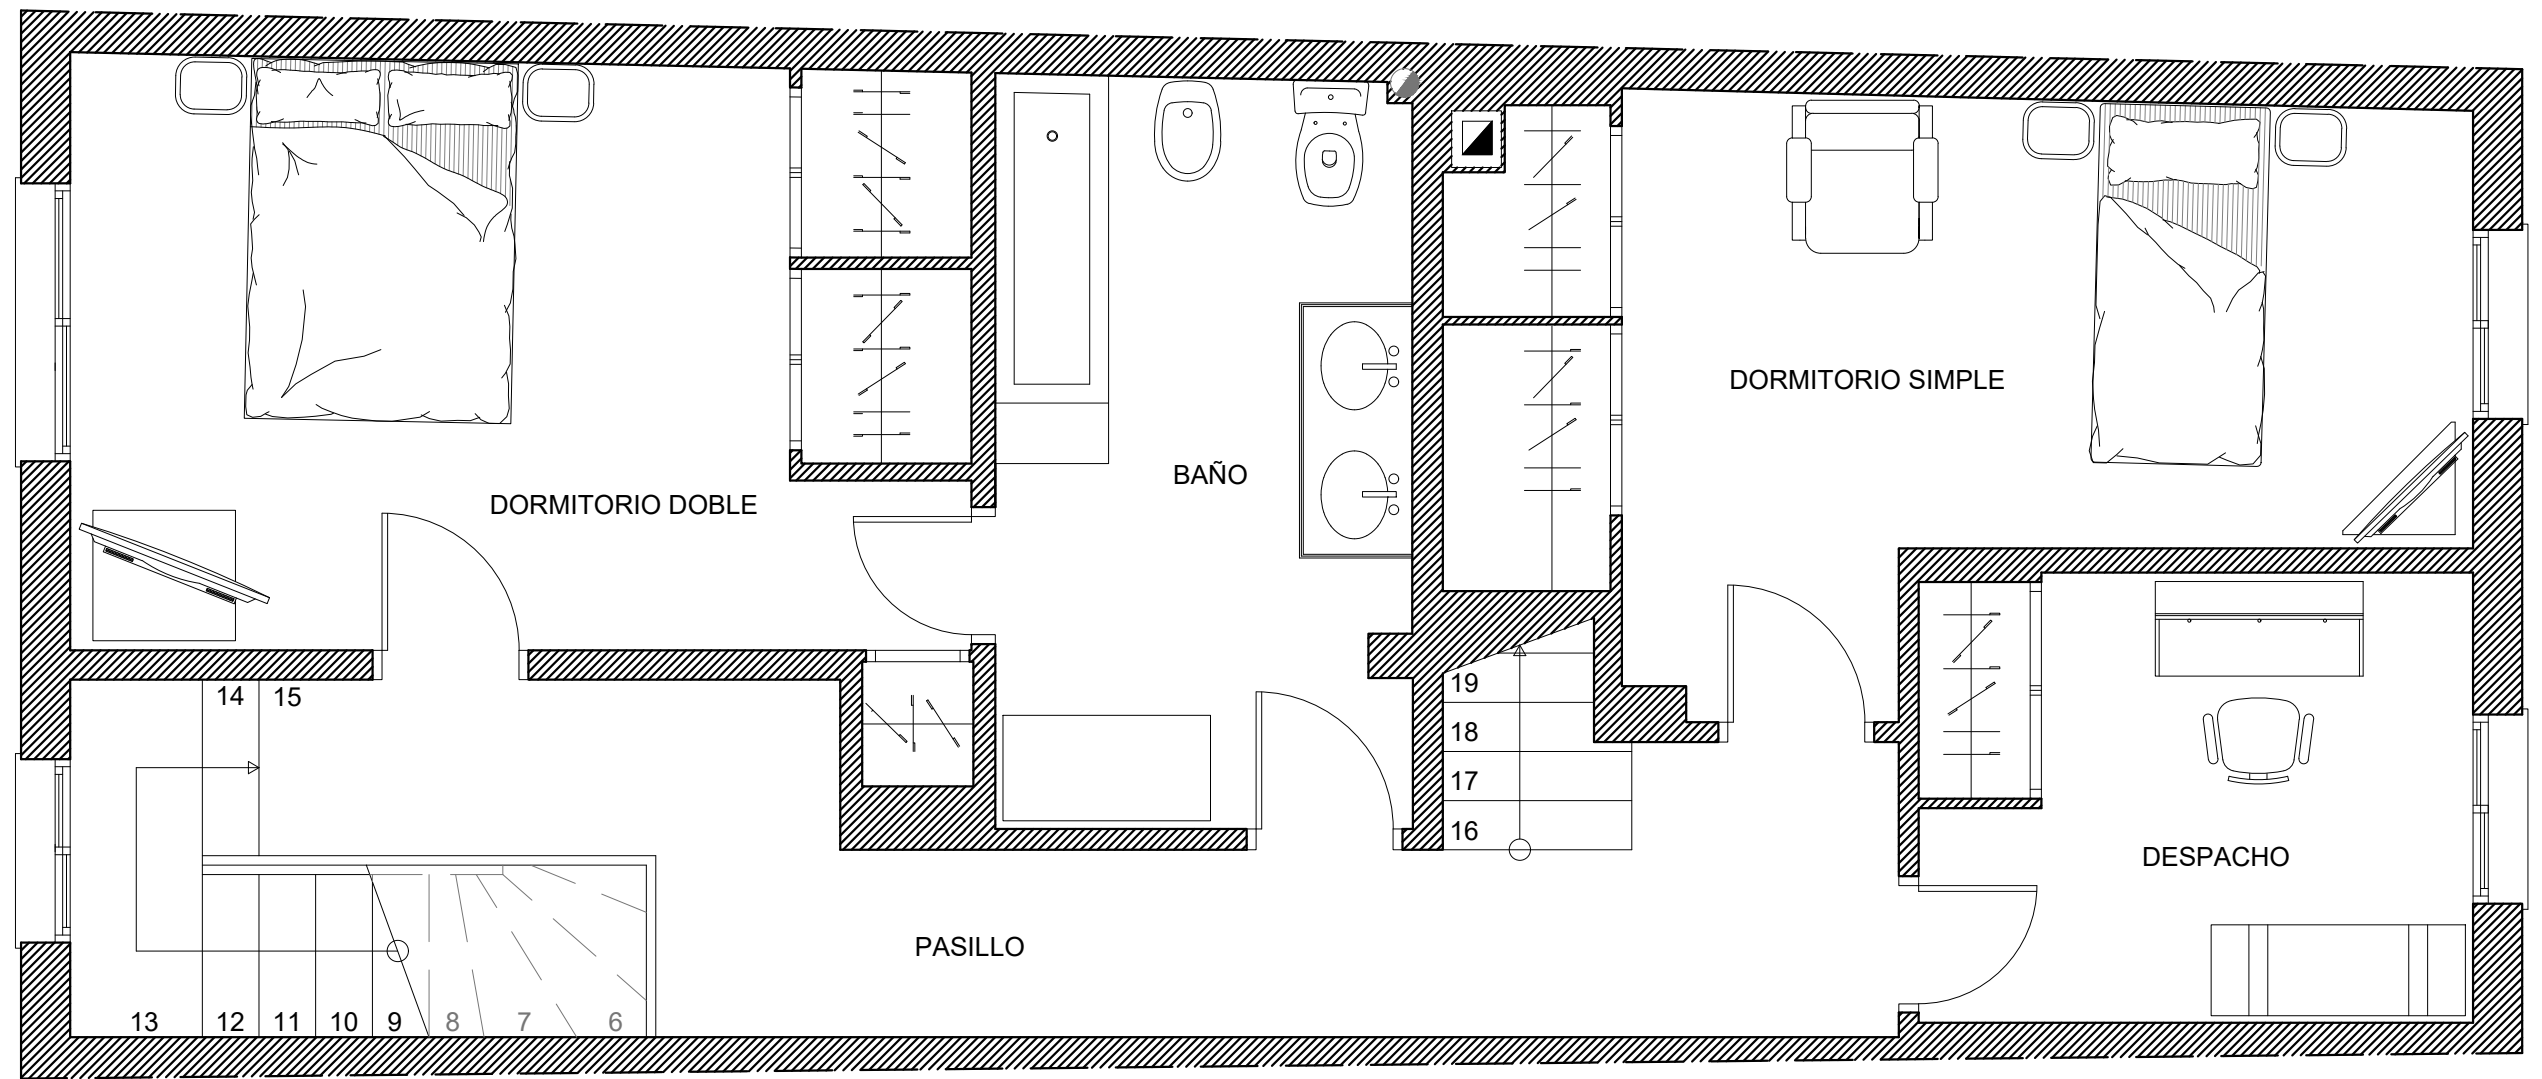 DORMITORIO SIMPLE
BAÑO
DORMITORIO DOBLE
14 15
19
18
17
16
DESPACHO
PASILLO
13 12 11 10 9 8 7 6